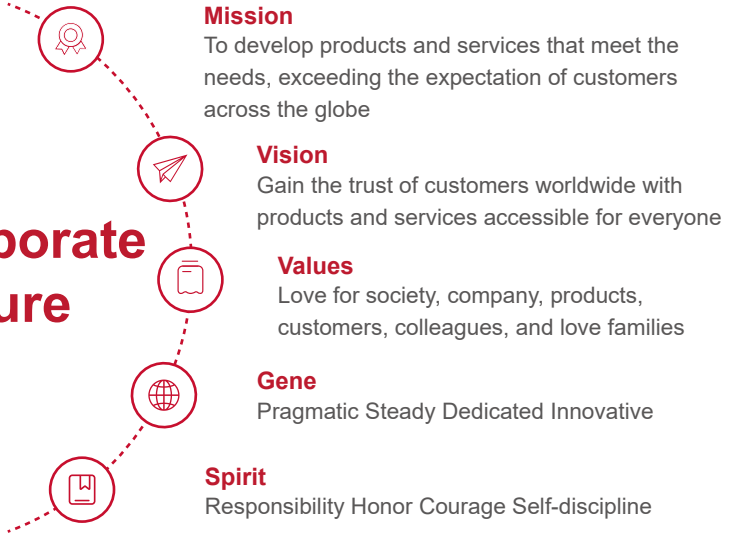 Mission
To develop products and services that meet the
needs, exceeding the expectation of customers
across the globe
Vision
Gain the trust of customers worldwide with
products and services accessible for everyone
porate
ure
Values
Love for society, company, products,
customers, colleagues, and love families
Gene
Pragmatic Steady Dedicated Innovative
Spirit
Responsibility Honor Courage Self-discipline